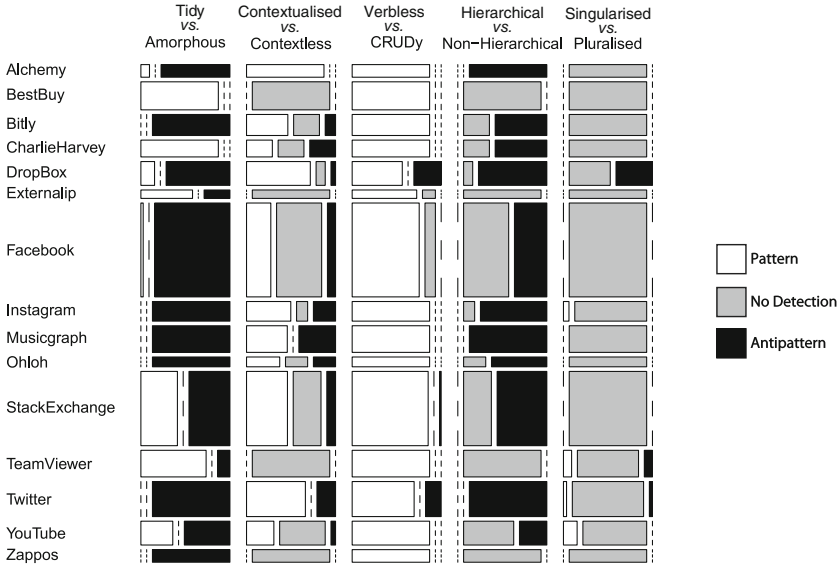 Tidy
vs.
Amorphous
Contextualised
vs.
Contextless
Verbless
vs.
CRUDy
Hierarchical
vs.
Non-Hierarchical
Singularised
vs.
Pluralised
Alchemy
BestBuy
Bitly
CharlieHarvey
DropBox
Externalip
Facebook
Instagram
Musicgraph
Ohloh
StackExchange
TeamViewer
Twitter
YouTube
Zappos
Pattern
No Detection
Antipattern